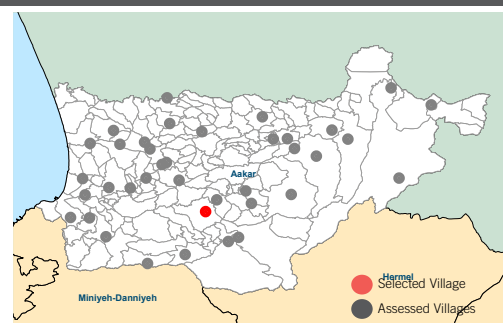 Aakar
Hermel
Selected Village
Miniyeh-Danniyeh
Assessed Villages